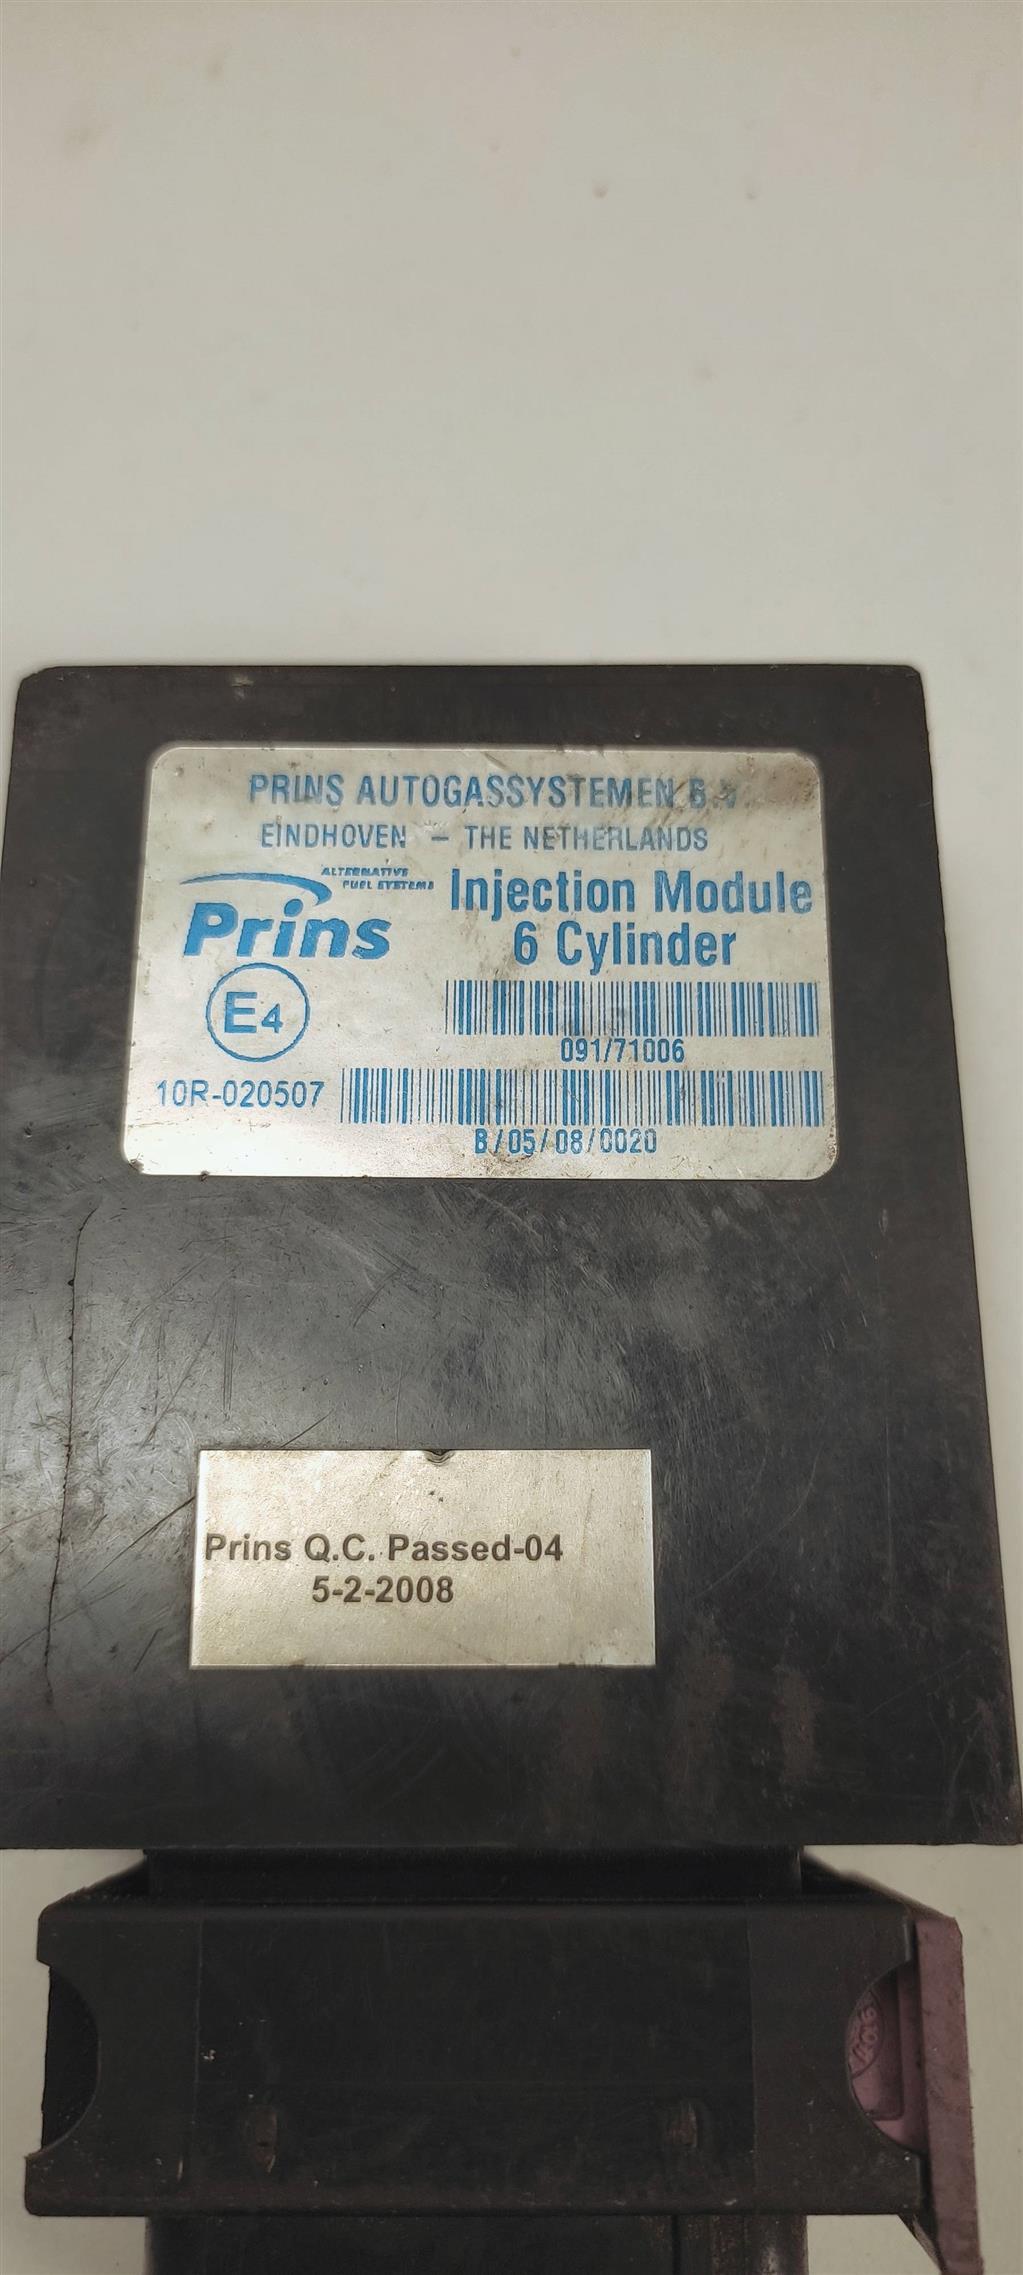 PRINS AUTOGASSYSTEMEN B.V.
EINDHOVEN - THE NETHERLANDS
ALTERNATIVE
FUEL SYSTEMS
Prins
Injection Module
6 Cylinder
E4
091/71006
10R-020507
B/05/08/0020
Prins Q.C. Passed-04
5-2-2008